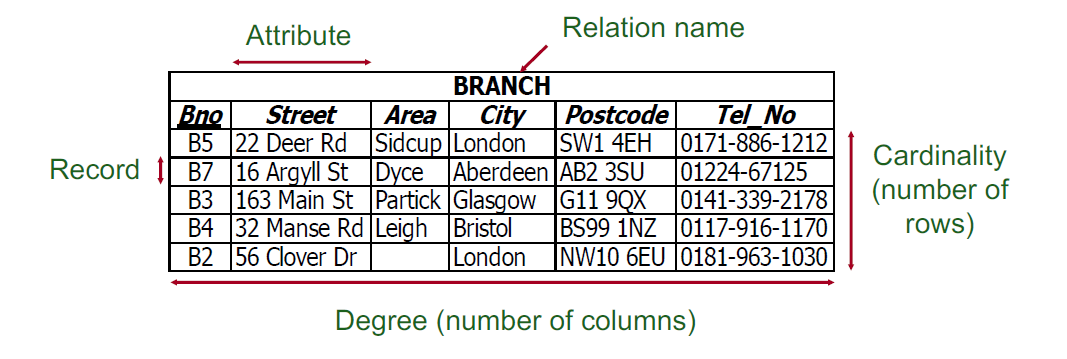 Attribute
Relation name
BRANCH
Bno Street Area City Postcode Tel_No
B5 22 Deer Rd Sidcup London SW1 4EH 0171-886-1212
Record
B7 16 Argyll St Dyce Aberdeen AB2 3SU 01224-67125
B3 163 Main St Partick Glasgow G11 9QX 0141-339-2178
B4 32 Manse Rd Leigh Bristol BS99 1NZ 0117-916-1170
B2 56 Clover Dr London NW10 6EU 0181-963-1030
Cardinality
(number of
rows)
Degree (number of columns)